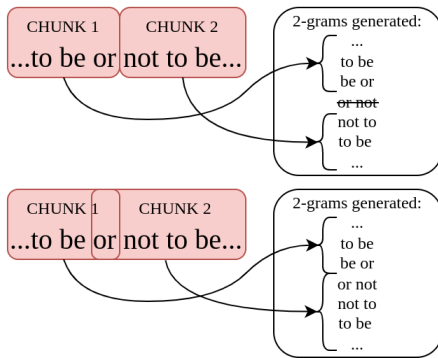 CHUNK 1 CHUNK 2
...to be or not to be...
2-grams generated:
...
to be
be or
or not
not to
to be
...
CHUNK 1 CHUNK 2
...to be or not to be...
2-grams generated:
...
to be
be or
or not
not to
to be
...